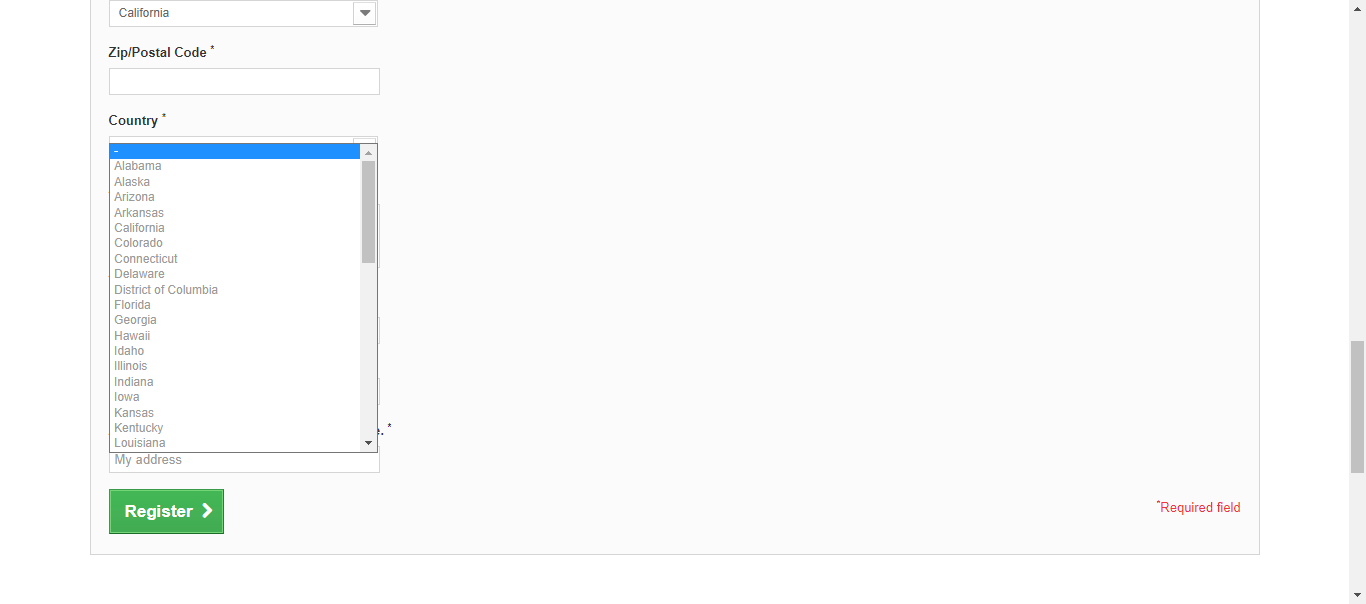 California
Zip/Postal Code *
Country *
-
Alabama
Alaska
Arizona
Arkansas
California
Colorado
Connecticut
Delaware
District of Columbia
Florida
Georgia
Hawaii
Idaho
Illinois
Indiana
Iowa
Kansas
Kentucky
Louisiana
*
My address
Register
*Required field